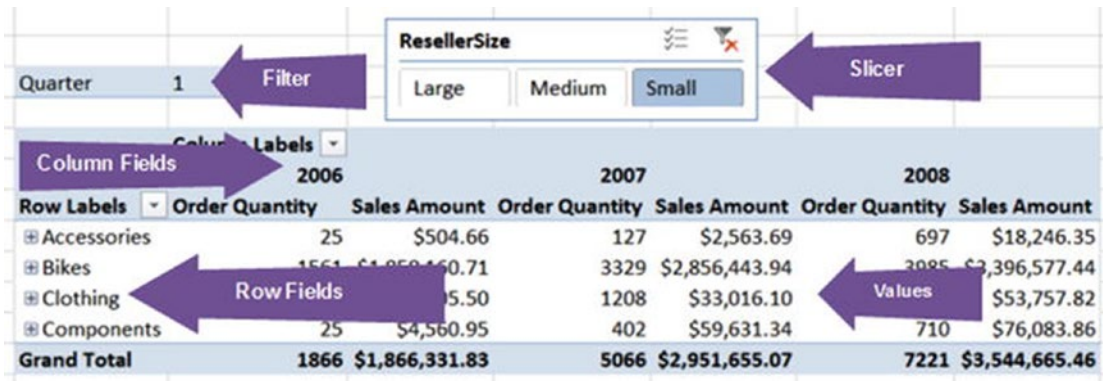 ResellerSize
Quarter 1 Filter Large Medium Small Slicer
Labels
Column Fields 2006 2007 2008
Row Labels Order Quantity Sales Amount Order Quantity Sales Amount Order Quantity Sales Amount
Accessories 25 $504.66 127 $2,563.69 697 $18,246.35
Bikes 3329 $2,856,443.94
Clothing Row Fields 1208 $33,016.10 Values $53,757.82
Components 25 $4,560.95 402 $59,631.34 710 $76,083.86
Grand Total 1866 $1,866,331.83 5066 $2,951,655.07 7221 $3,544,665.46